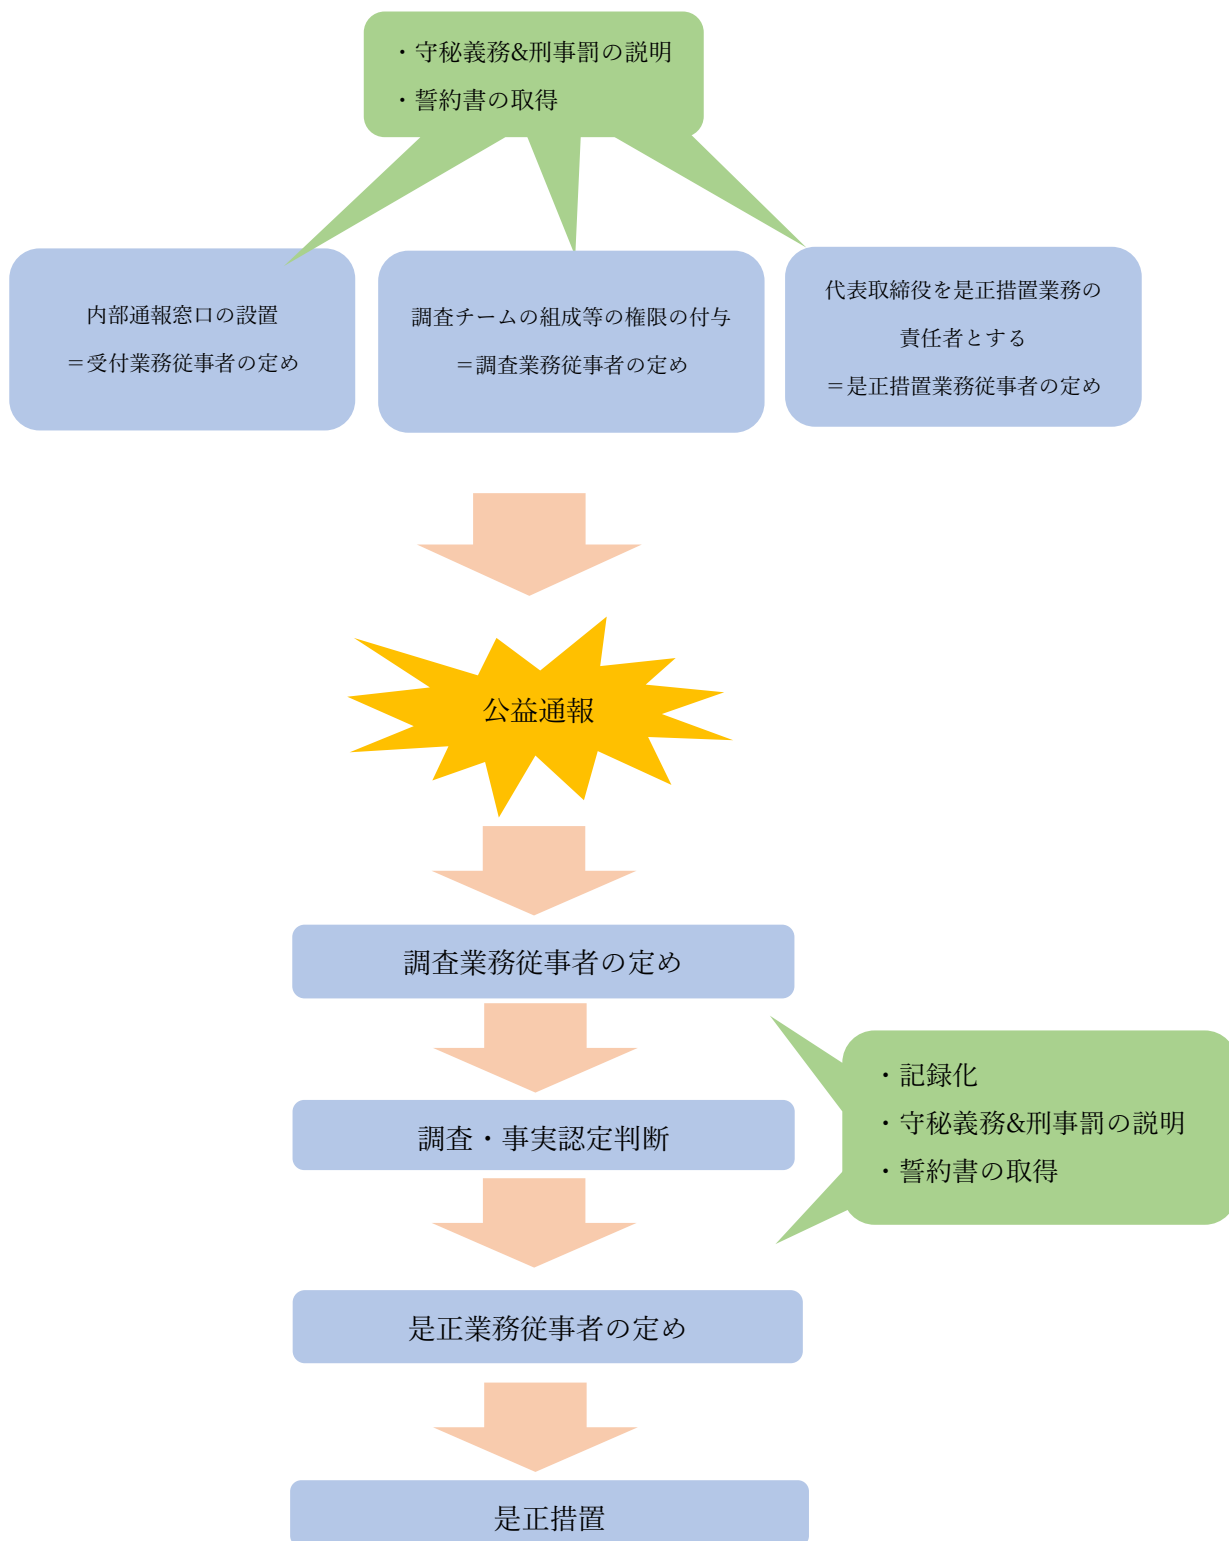 ・守秘義務&刑事罰の説明
・誓約書の取得
内部通報窓口の設置
＝受付業務従事者の定め
調査チームの組成等の権限の付与
＝調査業務従事者の定め
代表取締役を是正措置業務の
責任者とする
＝是正措置業務従事者の定め
公益通報
調査業務従事者の定め
・記録化
・守秘義務&刑事罰の説明
・誓約書の取得
調査・事実認定判断
是正業務従事者の定め
是正措置